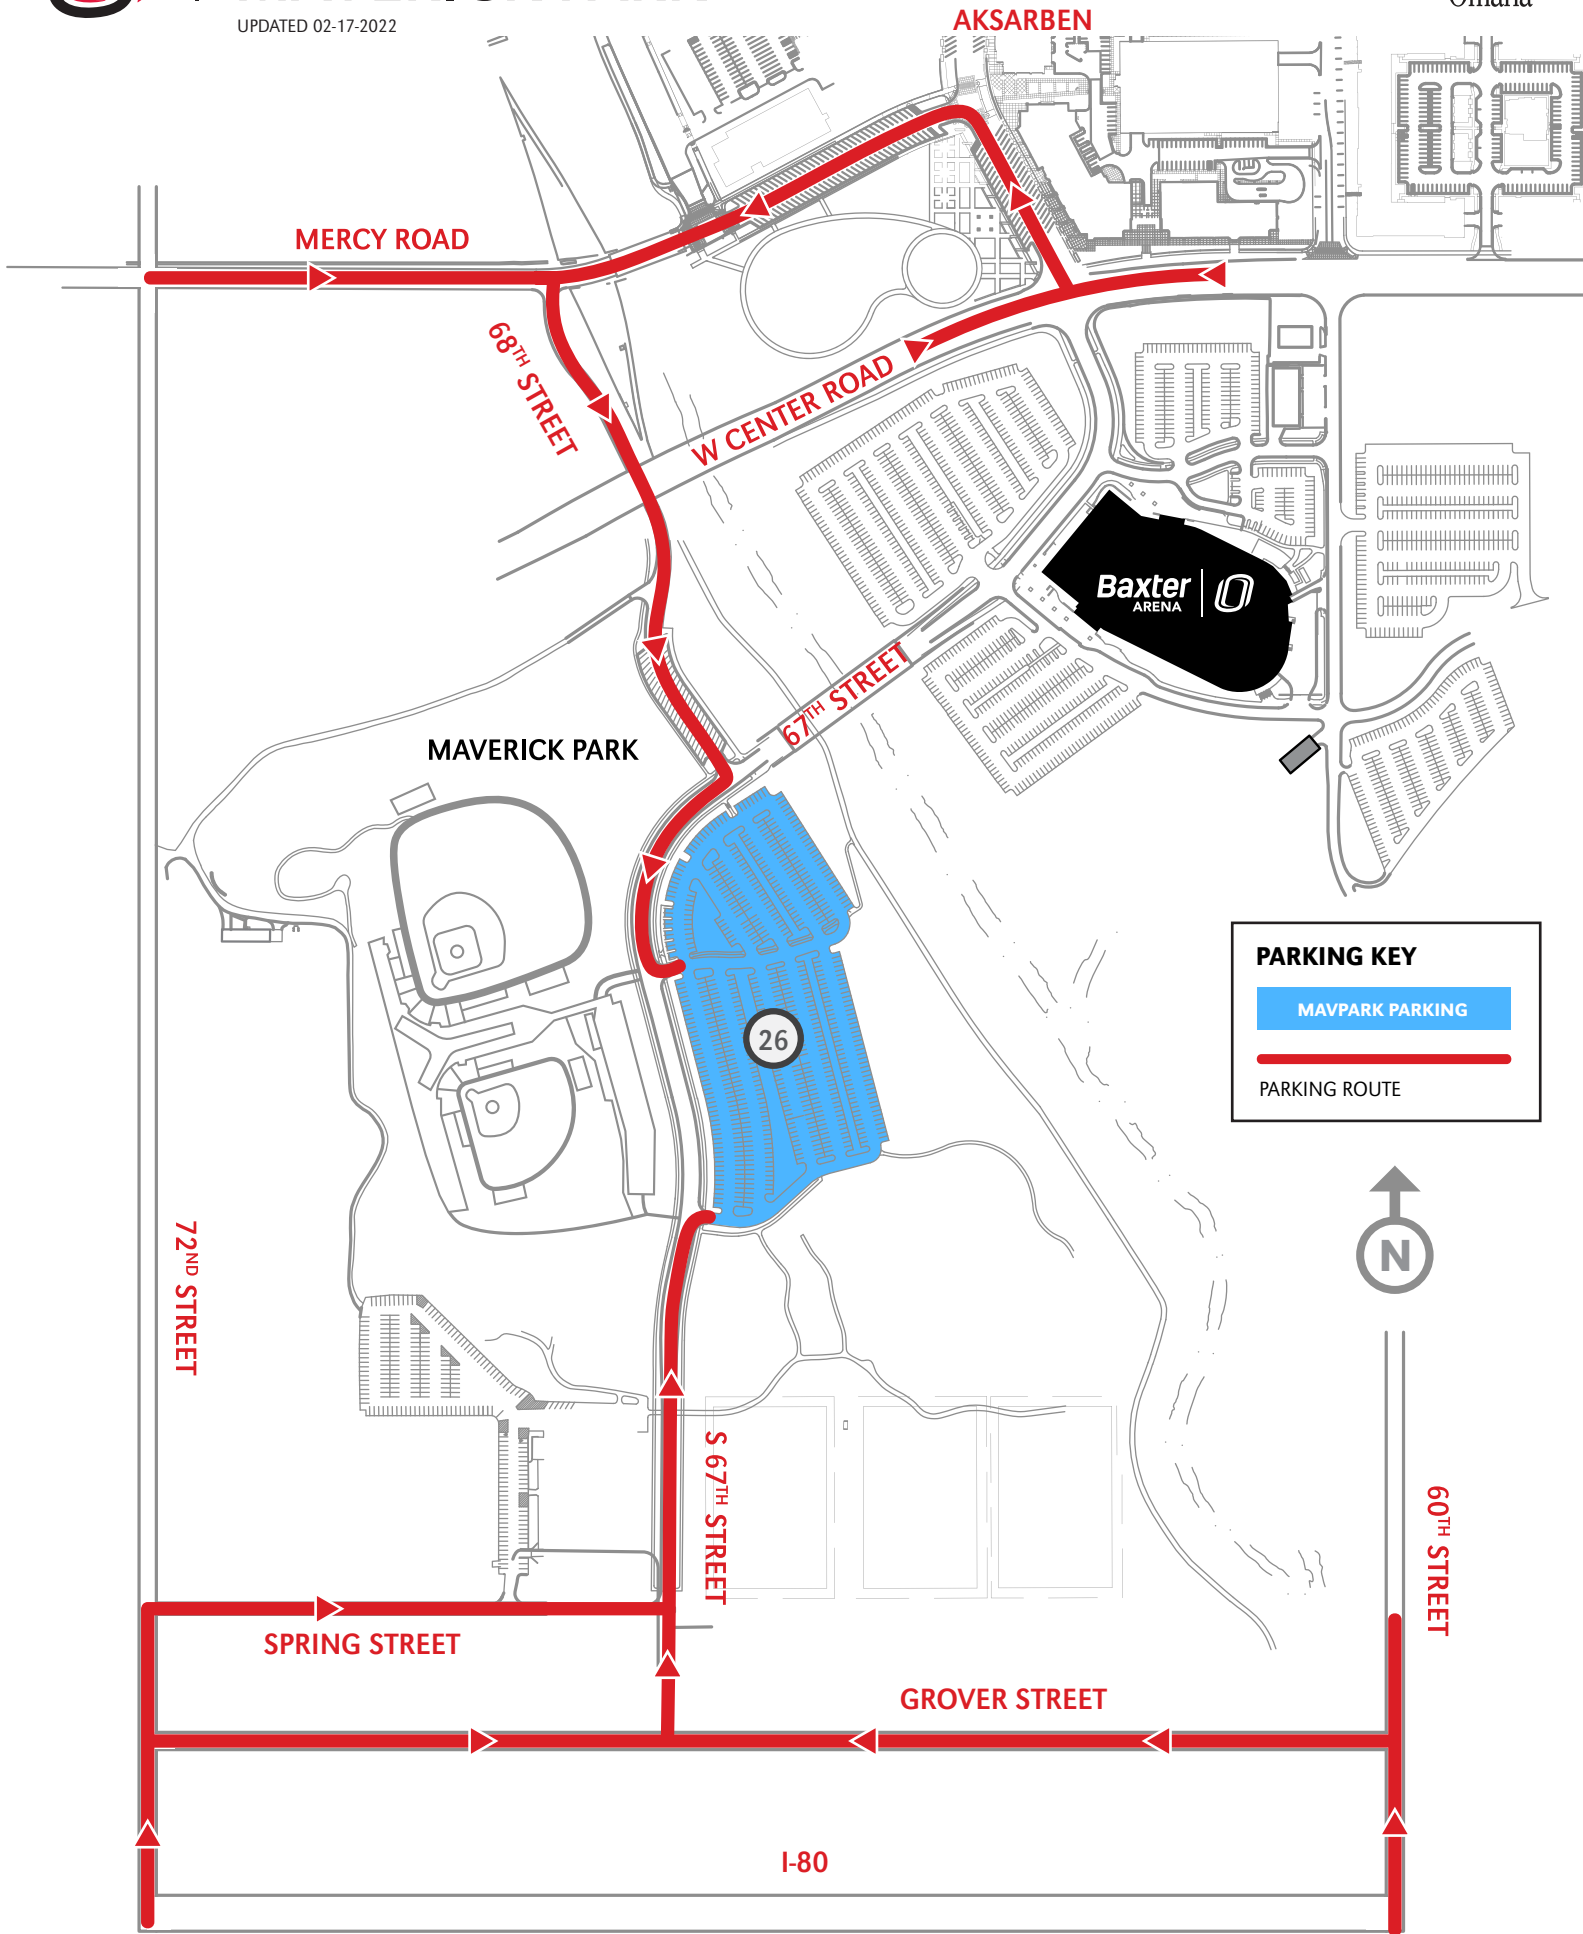 UPDATED 02-17-2022
AKSARBEN
Omaha
MERCY ROAD
68TH STREET
W CENTER ROAD
Baxter
ARENA
67TH STREET
MAVERICK PARK
PARKING KEY
MAVPARK PARKING
PARKING ROUTE
26
N
72ND STREET
S 67TH STREET
60TH STREET
SPRING STREET
GROVER STREET
I-80